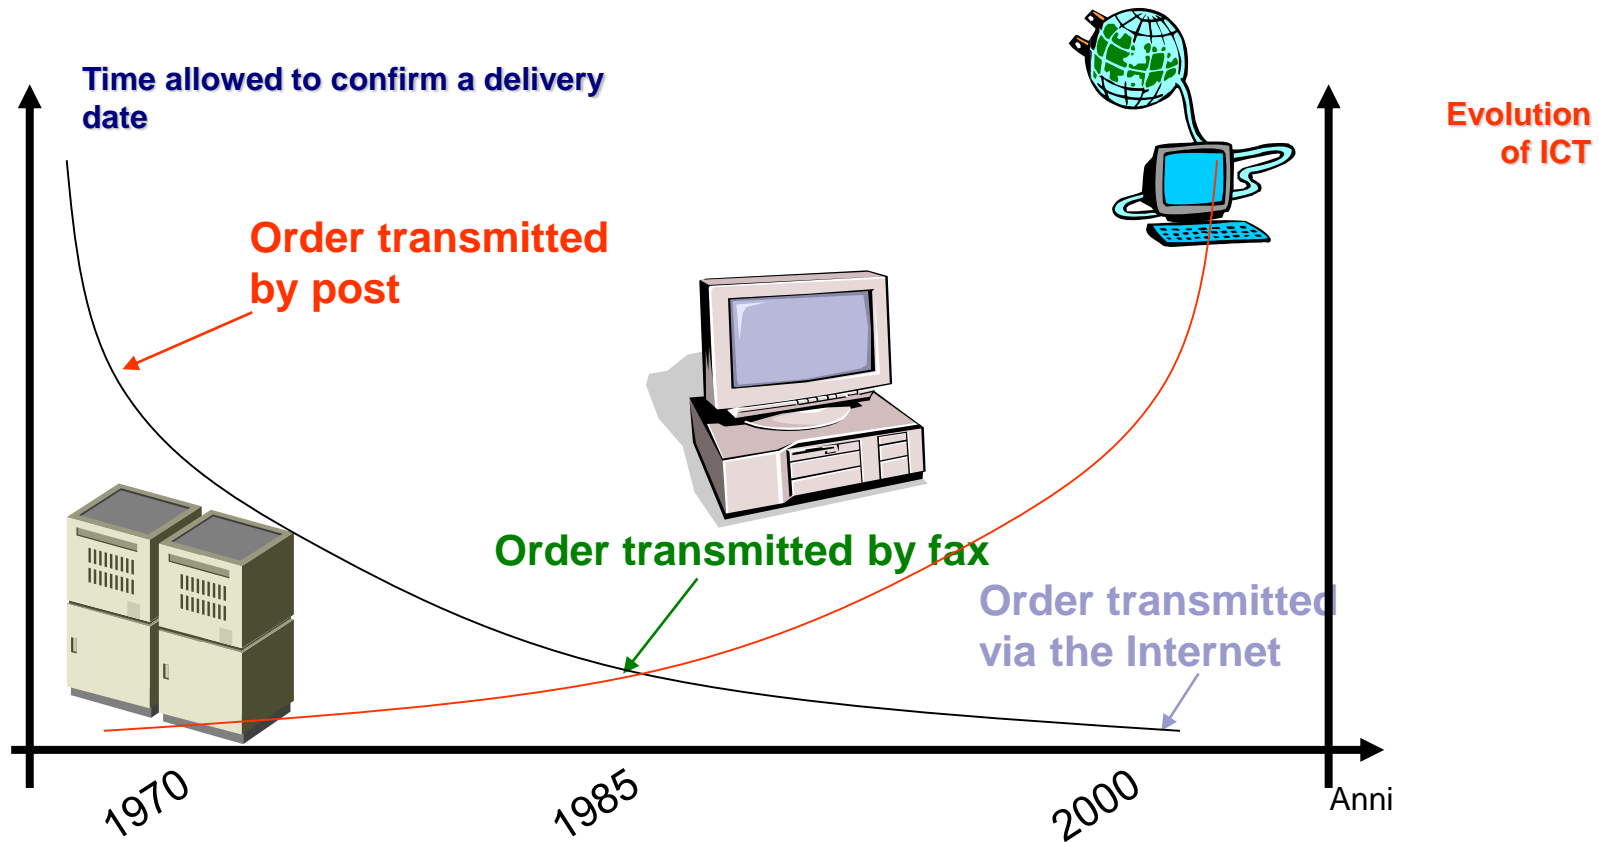 Time allowed to confirm a delivery
date
Evolution
of ICT
Order transmitted
by post
Order transmitted by fax
Order transmitted
via the Internet
1970
1985
2000
Anni